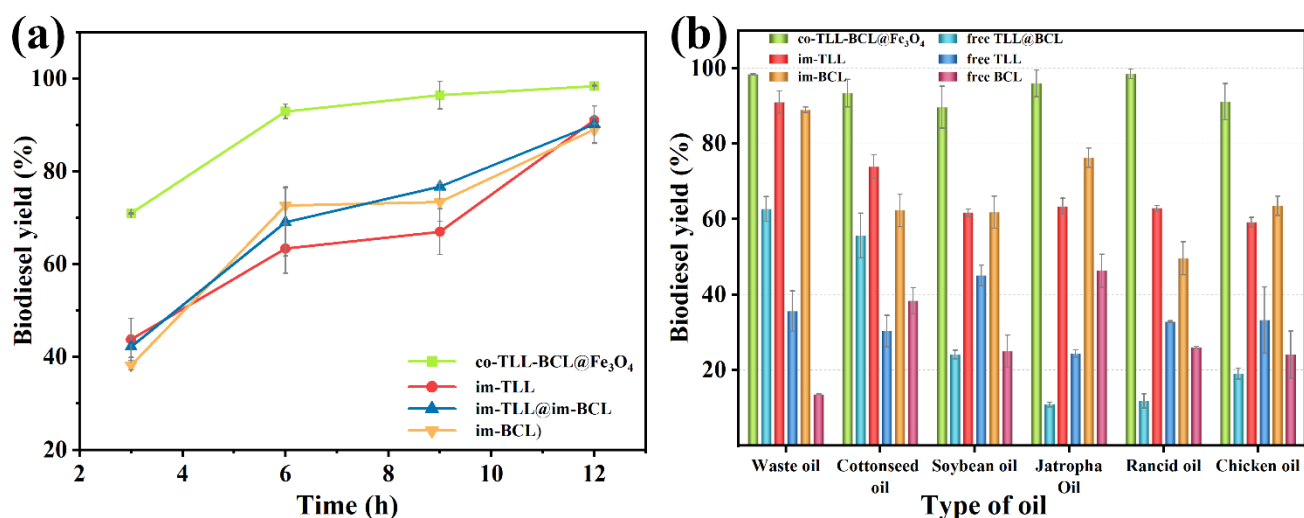 (a)
Biodiesel yield (%)
100
80
60
40
20
2
4
6
8
10
12
Time (h)
co-TLL-BCL@Fe₃O₄
im-TLL
im-TLL@im-BCL
im-BCL)
(b)
Biodiesel yield (%)
100
80
60
40
20
co-TLL-BCL@Fe₃O₄
im-TLL
im-BCL
free TLL@BCL
free TLL
free BCL
Waste oil
Cottonseed
oil
Soybean oil
Jatropha
Oil
Rancid oil
Chicken oil
Type of oil